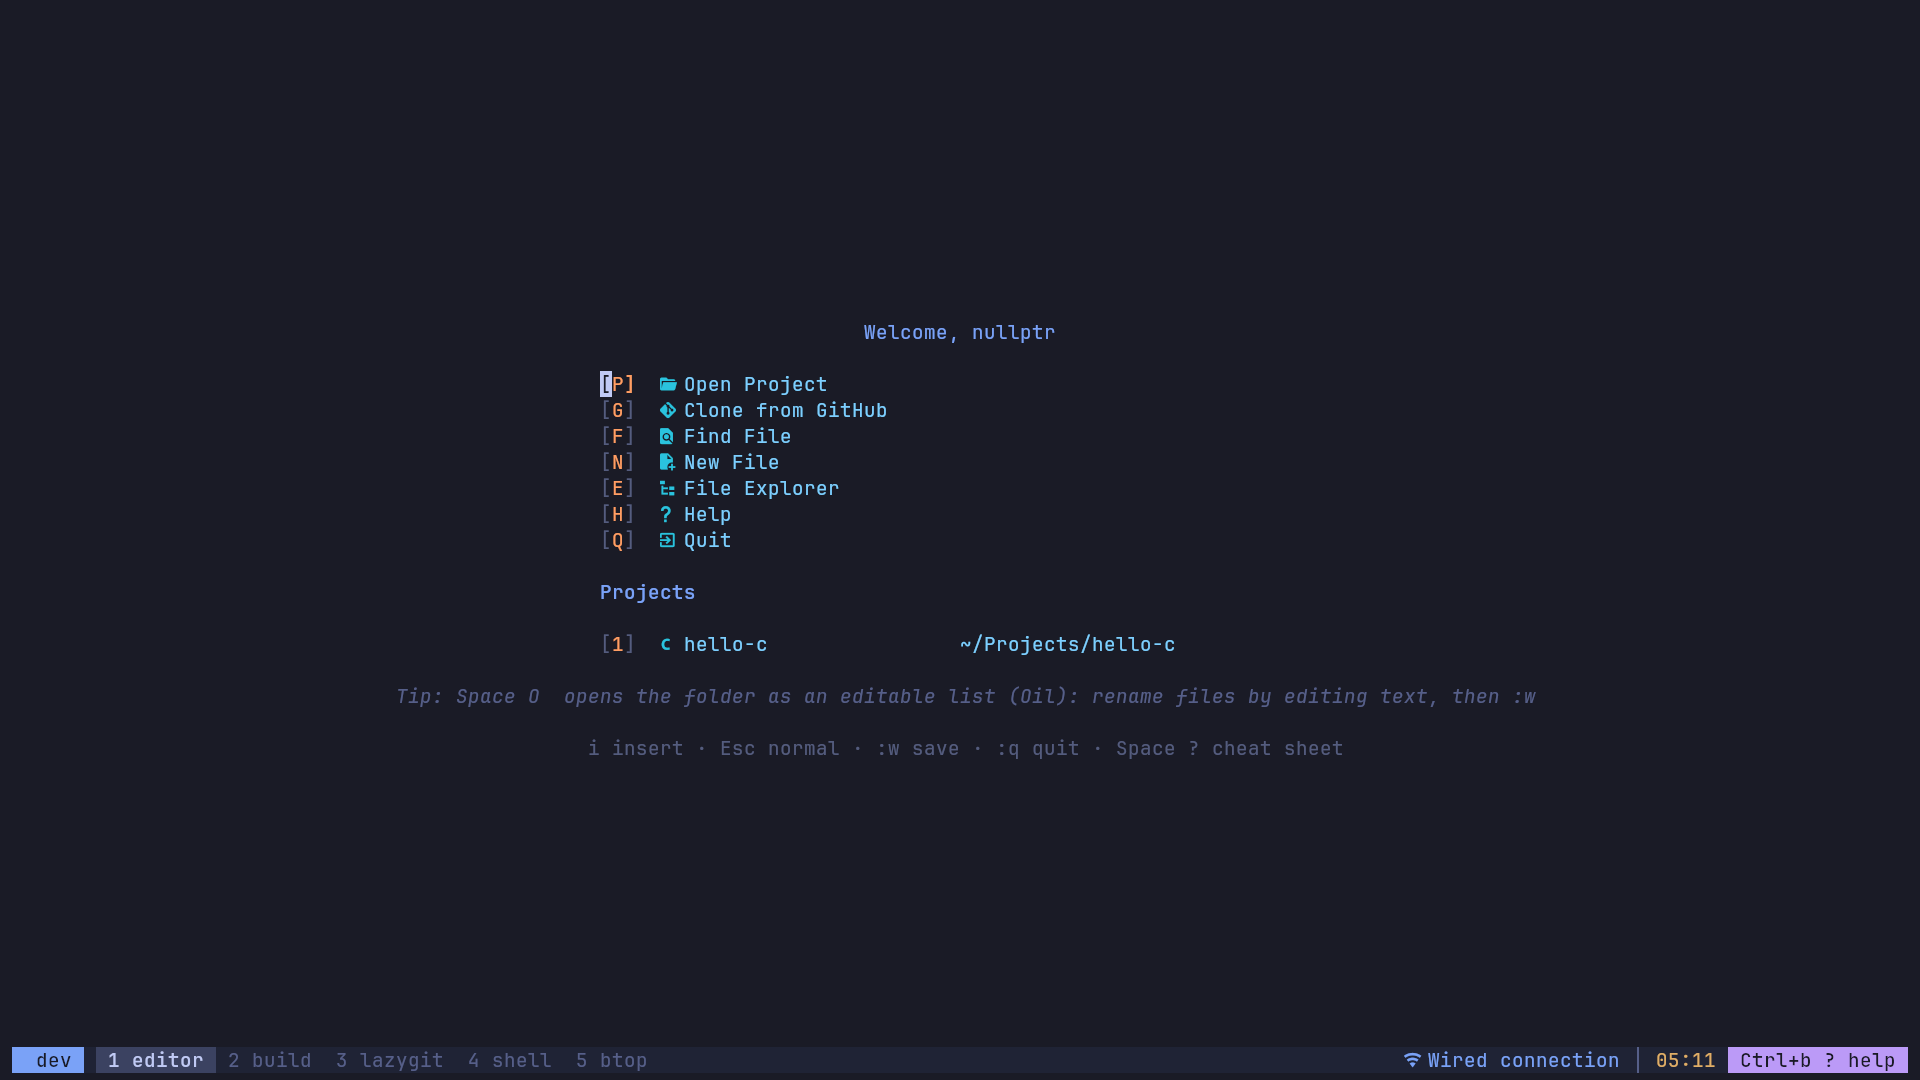 Welcome, nullptr
[P] Open Project
[G] Clone from GitHub
[F] Find File
[N] New File
[E] File Explorer
[H] ? Help
[Q] Quit
Projects
[1] C hello-c ~/Projects/hello-c
Tip: Space O  opens the folder as an editable list (Oil): rename files by editing text, then :w
i insert · Esc normal · :w save · :q quit · Space ? cheat sheet
dev 1 editor 2 build 3 lazygit 4 shell 5 btop Wired connection │ 05:11 Ctrl+b ? help